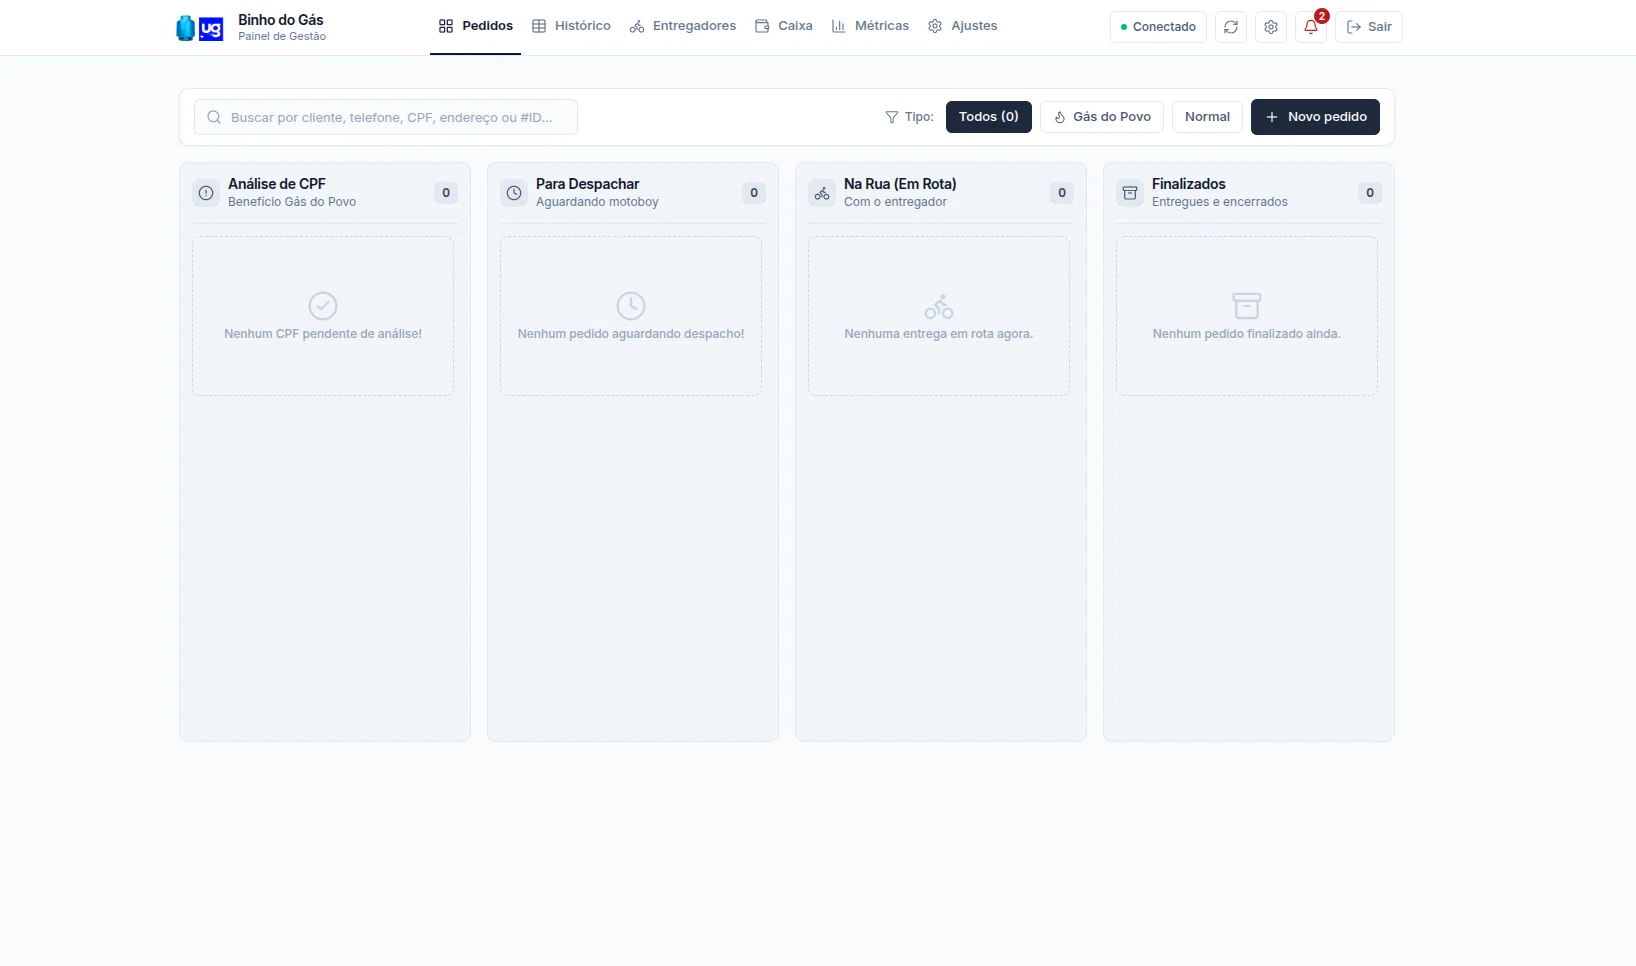 ug
Binho do Gás
Painel de Gestão
Pedidos
Histórico
Entregadores
Caixa
Métricas
Ajustes
Conectado
2
Sair
Buscar por cliente, telefone, CPF, endereço ou #ID...
Tipo:
Todos (0)
Gás do Povo
Normal
Novo pedido
Análise de CPF
Benefício Gás do Povo
0
Nenhum CPF pendente de análise!
Para Despachar
Aguardando motoboy
0
Nenhum pedido aguardando despacho!
Na Rua (Em Rota)
Com o entregador
0
Nenhuma entrega em rota agora.
Finalizados
Entregues e encerrados
0
Nenhum pedido finalizado ainda.